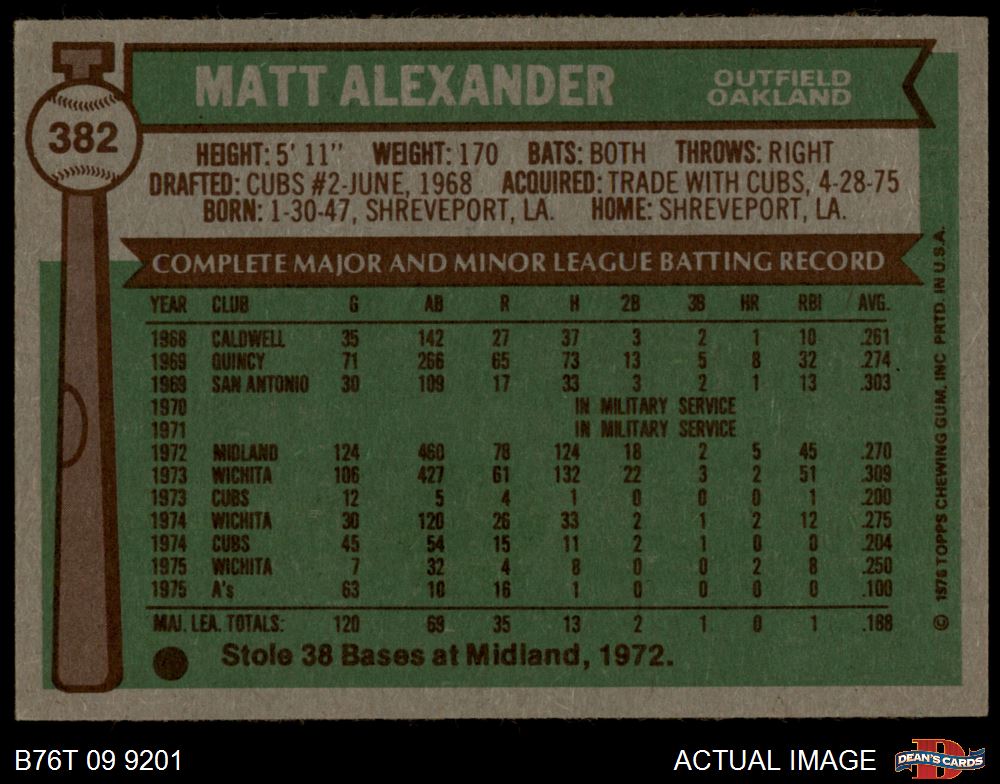 MATT ALEXANDER
OUTFIELD
OAKLAND
382
HEIGHT: 5' 11" WEIGHT: 170 BATS: BOTH THROWS: RIGHT
DRAFTED: CUBS #2-JUNE, 1968 ACQUIRED: TRADE WITH CUBS, 4-28-75
BORN: 1-30-47, SHREVEPORT, LA. HOME: SHREVEPORT, LA.
COMPLETE MAJOR AND MINOR LEAGUE BATTING RECORD
YEAR CLUB G AB R H 2B 3B HR RBI AVG.
1968 CALDWELL 35 142 27 37 3 2 1 10 .261
1969 QUINCY 71 266 65 73 13 5 8 32 .274
1969 SAN ANTONIO 30 109 17 33 3 2 1 13 .303
1970 IN MILITARY SERVICE
1971 IN MILITARY SERVICE
1972 MIDLAND 124 460 78 124 18 2 5 45 .270
1973 WICHITA 106 427 61 132 22 3 2 51 .309
1973 CUBS 12 5 4 1 0 0 0 1 .200
1974 WICHITA 30 120 26 33 2 1 2 12 .275
1974 CUBS 45 54 15 11 2 1 0 0 .204
1975 WICHITA 7 32 4 8 0 0 2 8 .250
1975 A's 63 10 16 1 0 0 0 0 .100
MAJ. LEA. TOTALS: 120 69 35 13 2 1 0 1 .188
Stole 38 Bases at Midland, 1972.
© 1976 TOPPS CHEWING GUM, INC PRTD. IN U.S.A.
B76T 09 9201
ACTUAL IMAGE
D
DEAN'S CARDS